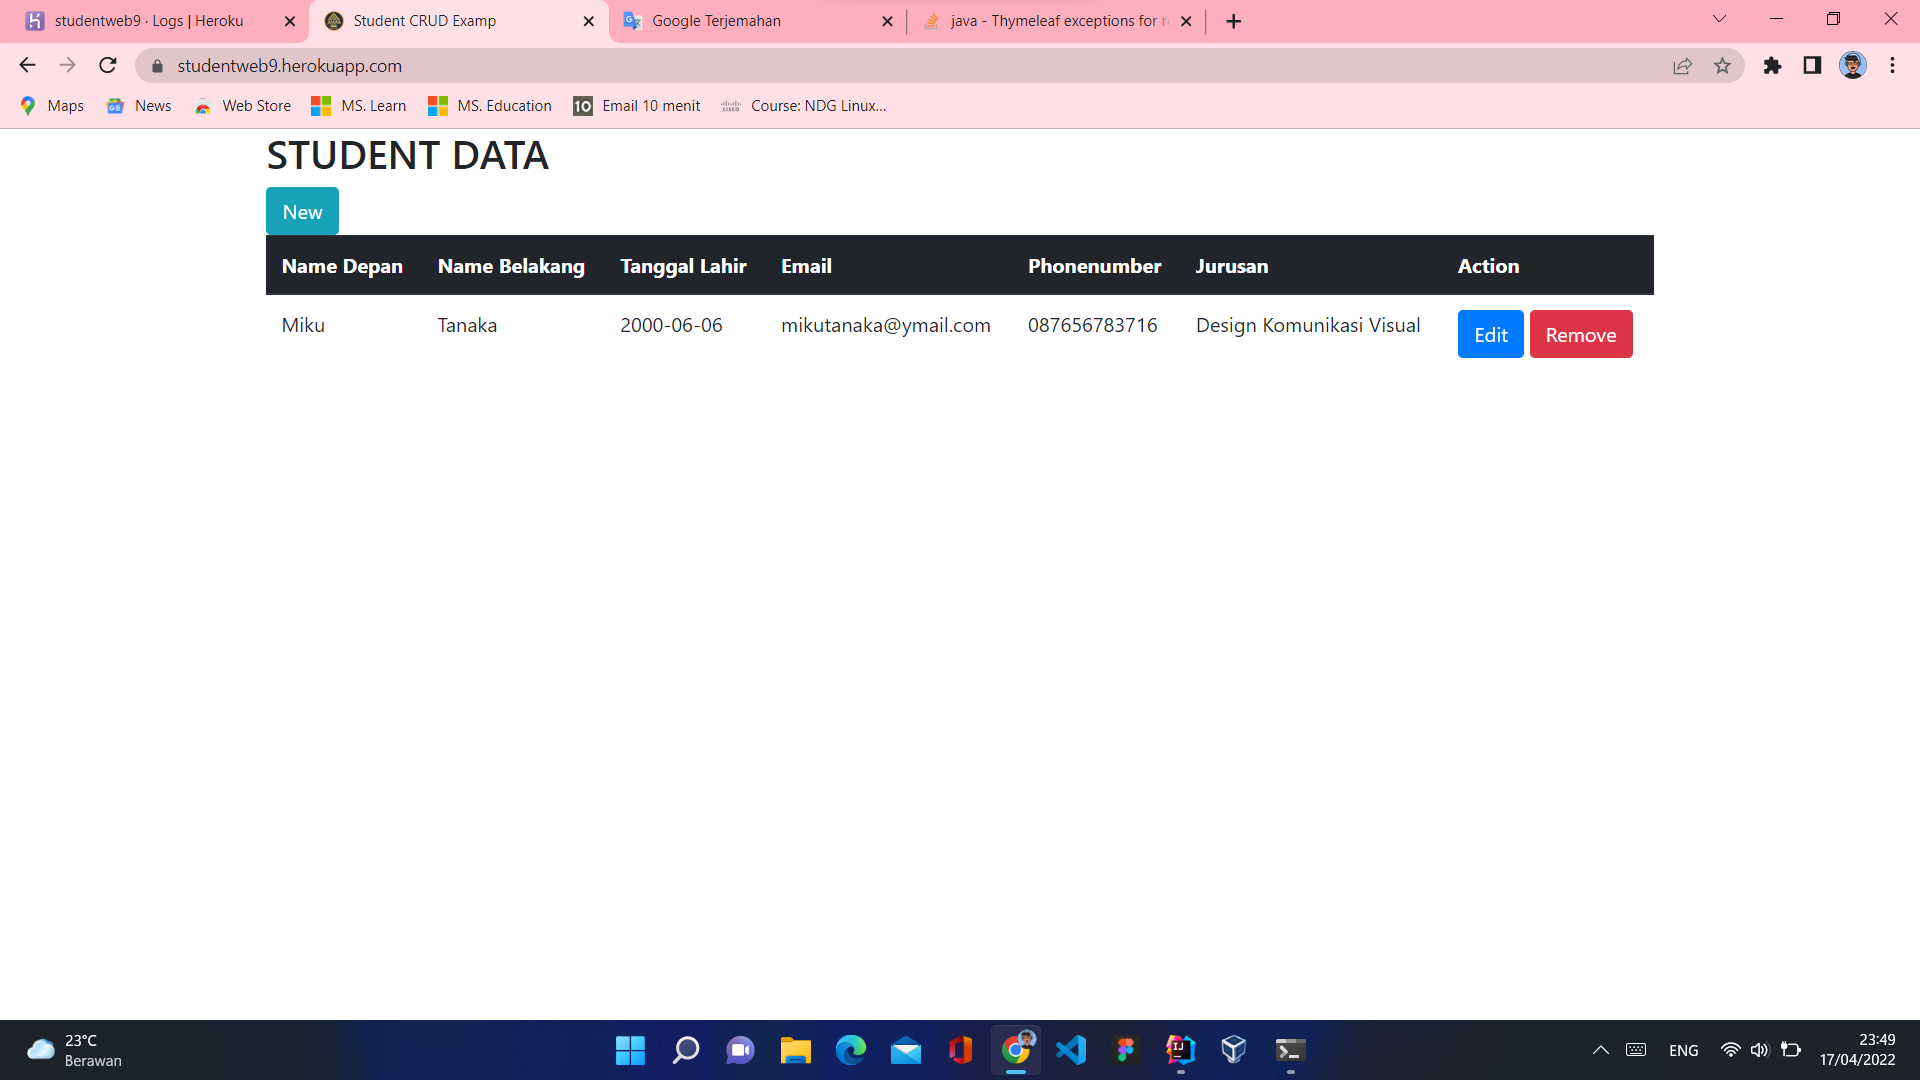 studentweb9 · Logs | Heroku
Student CRUD Examp
Google Terjemahan
java - Thymeleaf exceptions for
studentweb9.herokuapp.com
Maps
News
Web Store
MS. Learn
MS. Education
10 Email 10 menit
Course: NDG Linux...
STUDENT DATA
New
Name Depan Name Belakang Tanggal Lahir Email Phonenumber Jurusan Action
Miku Tanaka 2000-06-06 mikutanaka@ymail.com 087656783716 Design Komunikasi Visual Edit Remove
23°C
Berawan
ENG
23:49
17/04/2022